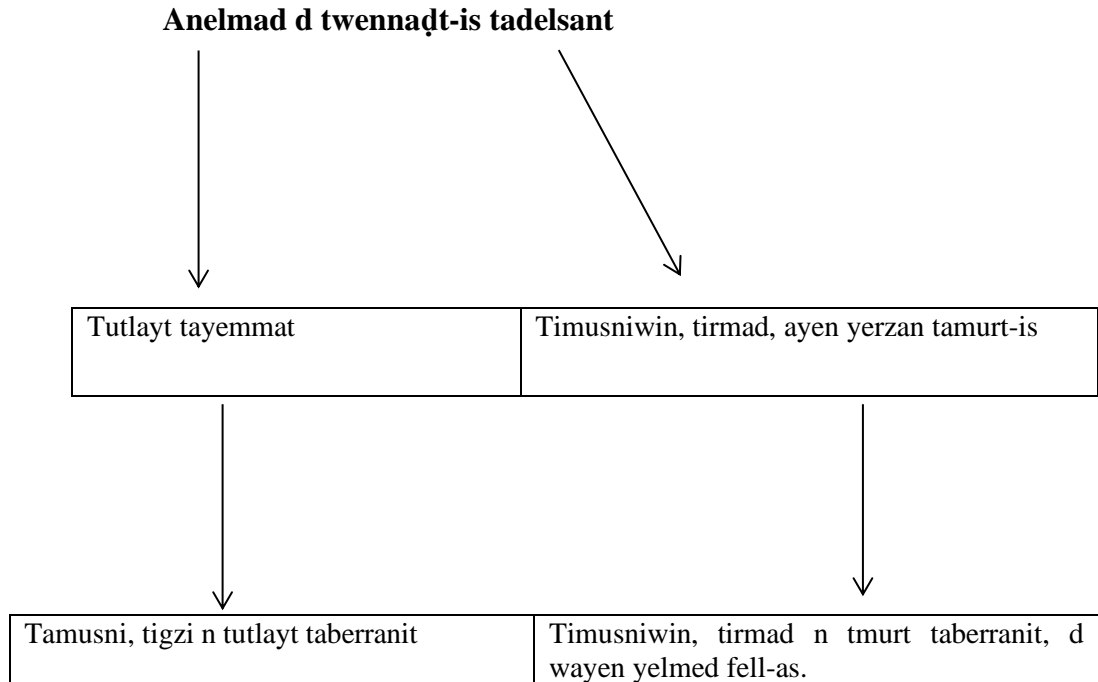 Anelmad d twennaḍt-is tadelsant
Tutlayt tayemmat
Timusniwin, tirmad, ayen yerzan tamurt-is
Tamusni, tigzi n tutlayt taberranit
Timusniwin, tirmad n tmurt taberranit, d
wayen yelmed fell-as.